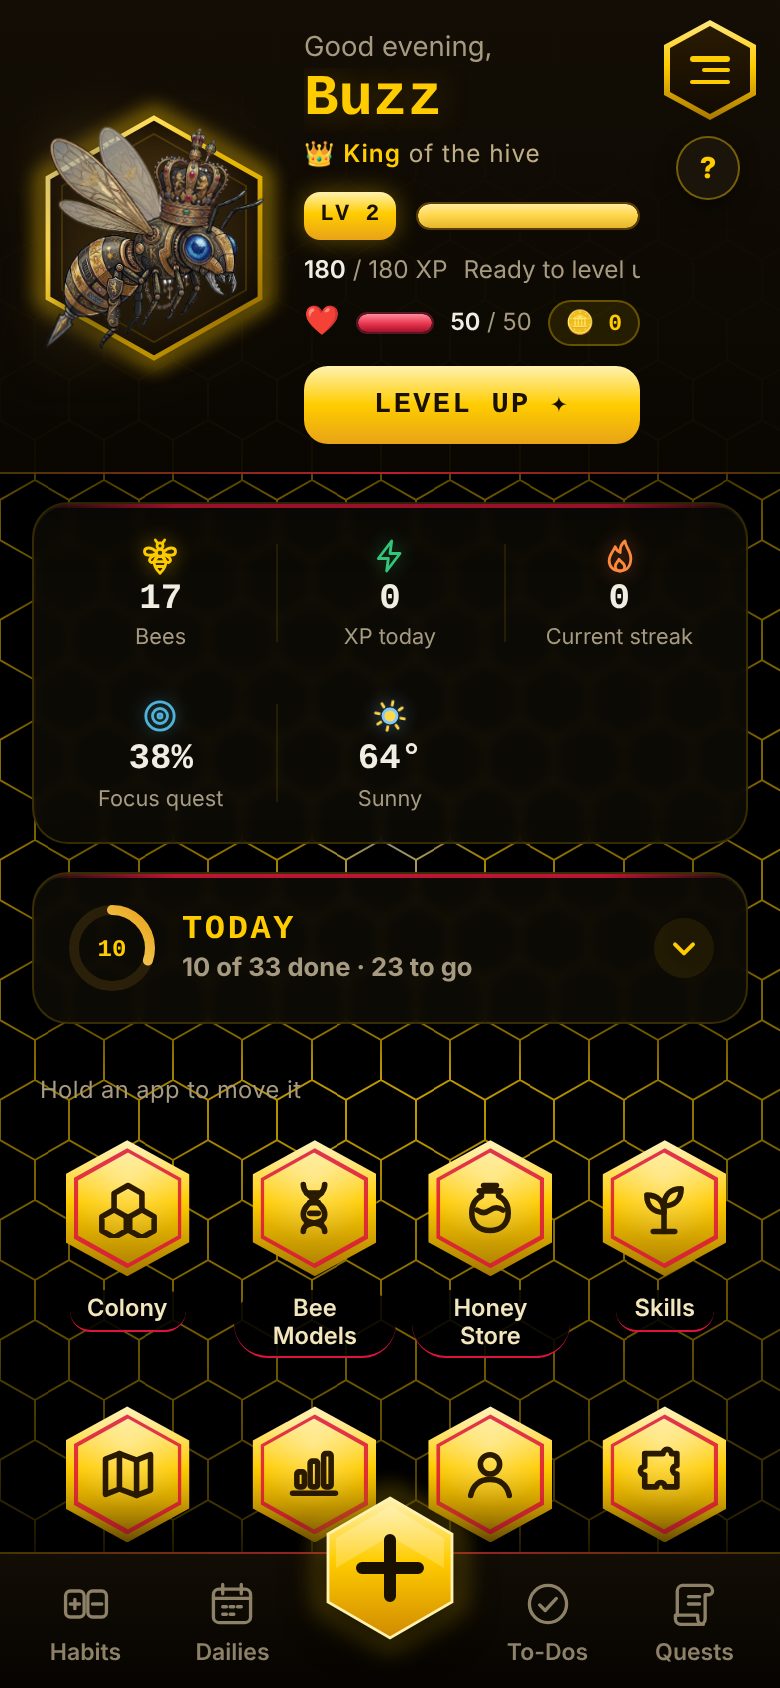 Good evening,
Buzz
👑 King of the hive
?
LV 2
180 / 180 XP Ready to level u
50 / 50
0
LEVEL UP ✦
17
Bees
0
XP today
0
Current streak
38%
Focus quest
64°
Sunny
10
TODAY
10 of 33 done · 23 to go
Hold an app to move it
Colony
Bee
Models
Honey
Store
Skills
Habits
Dailies
To-Dos
Quests